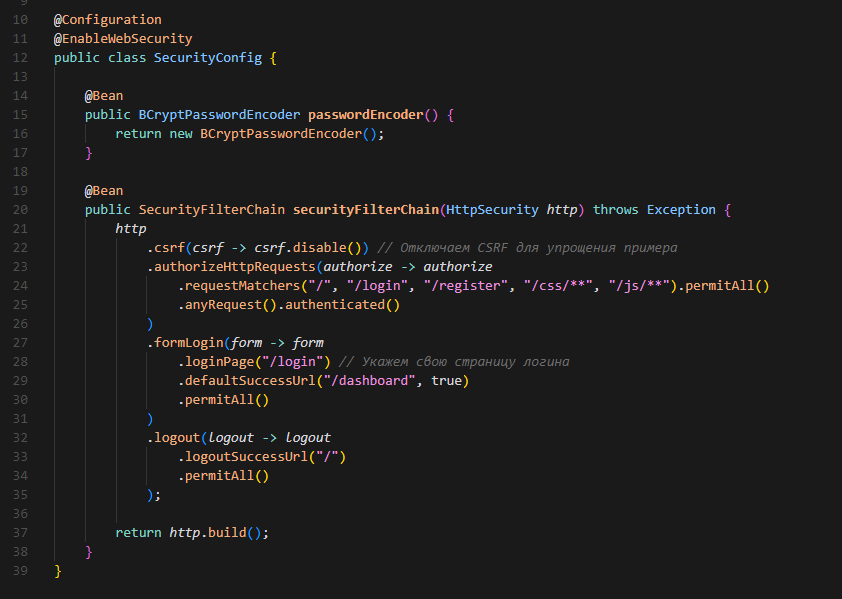 9
10 @Configuration
11 @EnableWebSecurity
12 public class SecurityConfig {
13
14     @Bean
15     public BCryptPasswordEncoder passwordEncoder() {
16         return new BCryptPasswordEncoder();
17     }
18
19     @Bean
20     public SecurityFilterChain securityFilterChain(HttpSecurity http) throws Exception {
21         http
22             .csrf(csrf -> csrf.disable()) // Отключаем CSRF для упрощения примера
23             .authorizeHttpRequests(authorize -> authorize
24                 .requestMatchers("/", "/login", "/register", "/css/**", "/js/**").permitAll()
25                 .anyRequest().authenticated()
26             )
27             .formLogin(form -> form
28                 .loginPage("/login") // Укажем свою страницу логина
29                 .defaultSuccessUrl("/dashboard", true)
30                 .permitAll()
31             )
32             .logout(logout -> logout
33                 .logoutSuccessUrl("/")
34                 .permitAll()
35             );
36
37         return http.build();
38     }
39 }